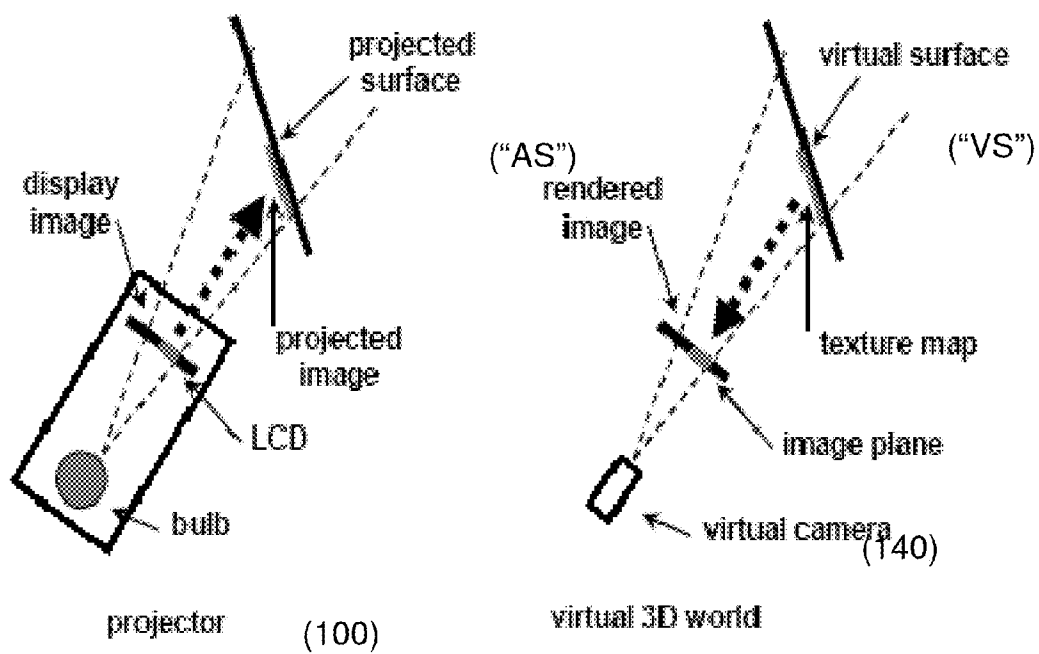 projected
surface
("AS")
display
image
projected
image
LCD
bulb
projector
(100)
virtual surface
("VS")
rendered
image
texture map
image plane
virtual camera
(140)
virtual 3D world